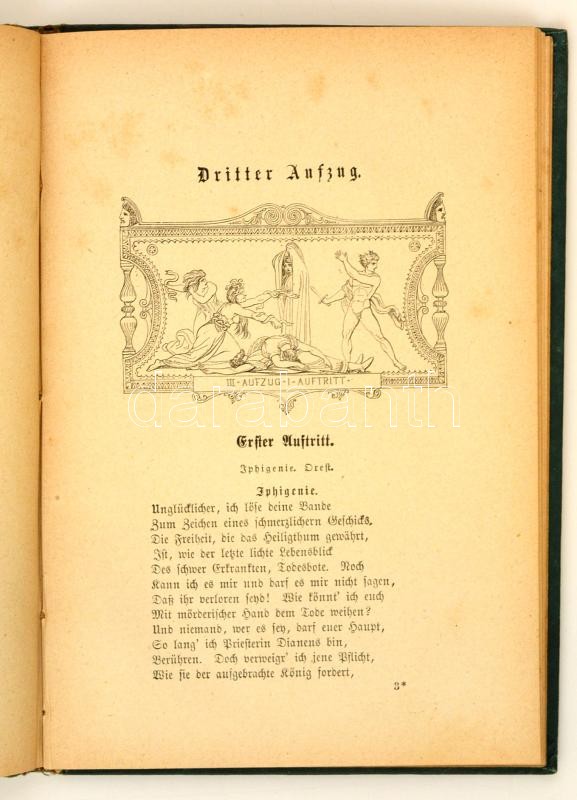 Dritter Aufzug.
III · AUFZUG · I · AUFTRITT ·
Erster Auftritt.
Iphigenie. Orest.
Iphigenie.
Unglücklicher, ich löse deine Bande
Zum Zeichen eines schmerzlichern Geschicks.
Die Freiheit, die das Heiligthum gewährt,
Ist, wie der letzte lichte Lebensblick
Des schwer Erkrankten, Todesbote. Noch
Kann ich es mir und darf es mir nicht sagen,
Daß ihr verloren seyd! Wie könnt' ich euch
Mit mörderischer Hand dem Tode weihen?
Und niemand, wer es sey, darf euer Haupt,
So lang' ich Priesterin Dianens bin,
Berühren. Doch verweigr' ich jene Pflicht,
Wie sie der aufgebrachte König fordert,
3*
darabanth